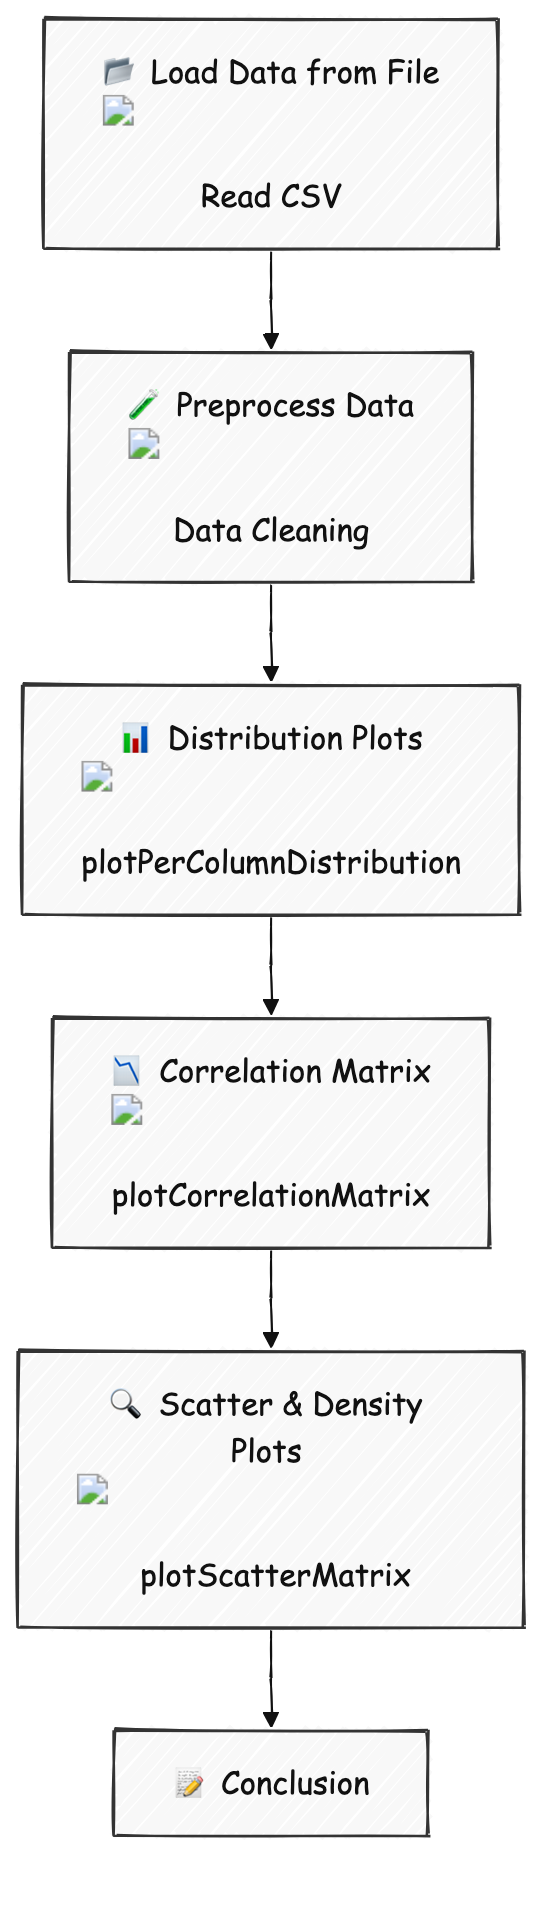 Load Data from File
Read CSV
Preprocess Data
Data Cleaning
Distribution Plots
plotPerColumnDistribution
Correlation Matrix
plotCorrelationMatrix
Scatter & Density
Plots
plotScatterMatrix
Conclusion